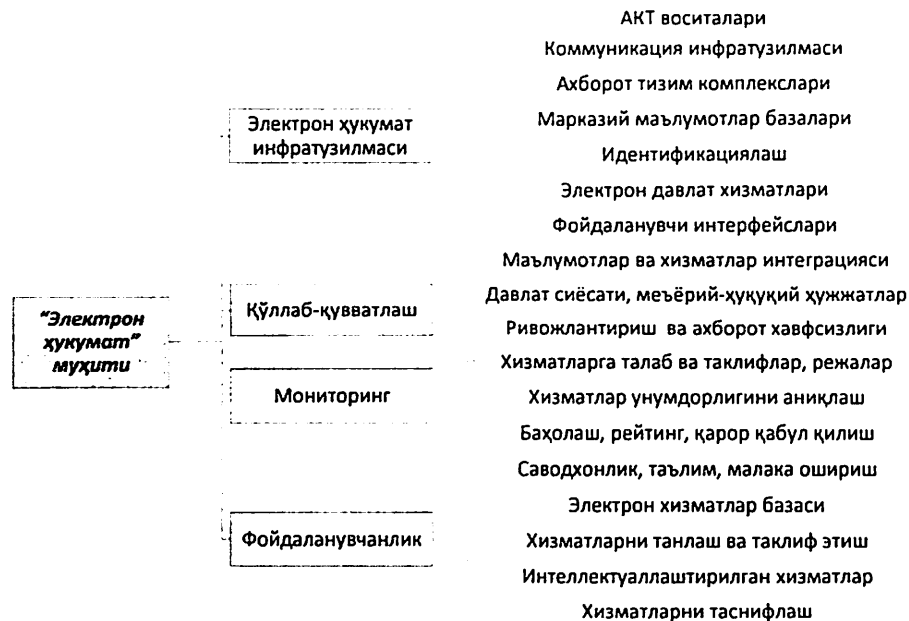 "Электрон
ҳукумат"
муҳити
Электрон ҳукумат
инфратузилмаси
Қўллаб-қувватлаш
Мониторинг
Фойдаланувчанлик
АКТ воситалари
Коммуникация инфратузилмаси
Ахборот тизим комплекслари
Марказий маълумотлар базалари
Идентификациялаш
Электрон давлат хизматлари
Фойдаланувчи интерфейслари
Маълумотлар ва хизматлар интеграцияси
Давлат сиёсати, меъёрий-ҳуқуқий ҳужжатлар
Ривожлантириш ва ахборот хавфсизлиги
Хизматларга талаб ва таклифлар, режалар
Хизматлар унумдорлигини аниқлаш
Баҳолаш, рейтинг, қарор қабул қилиш
Саводхонлик, таълим, малака ошириш
Электрон хизматлар базаси
Хизматларни танлаш ва таклиф этиш
Интеллектуаллаштирилган хизматлар
Хизматларни таснифлаш